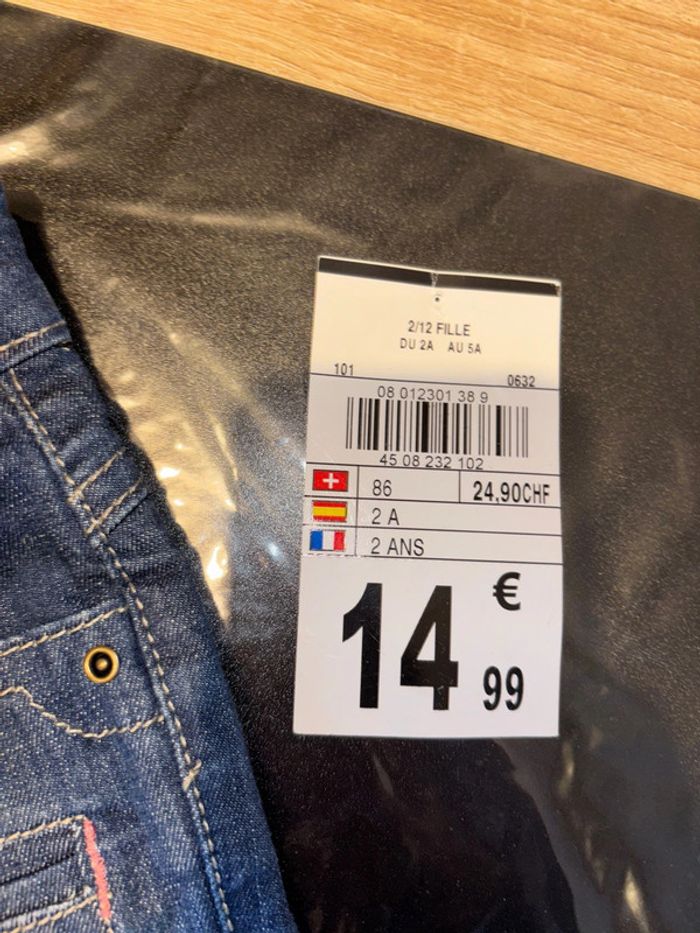 2/12 FILLE
DU 2A AU 5A
101 0632
08 012301 38 9
45 08 232 102
86 24,90CHF
2 A
2 ANS
14 € 99